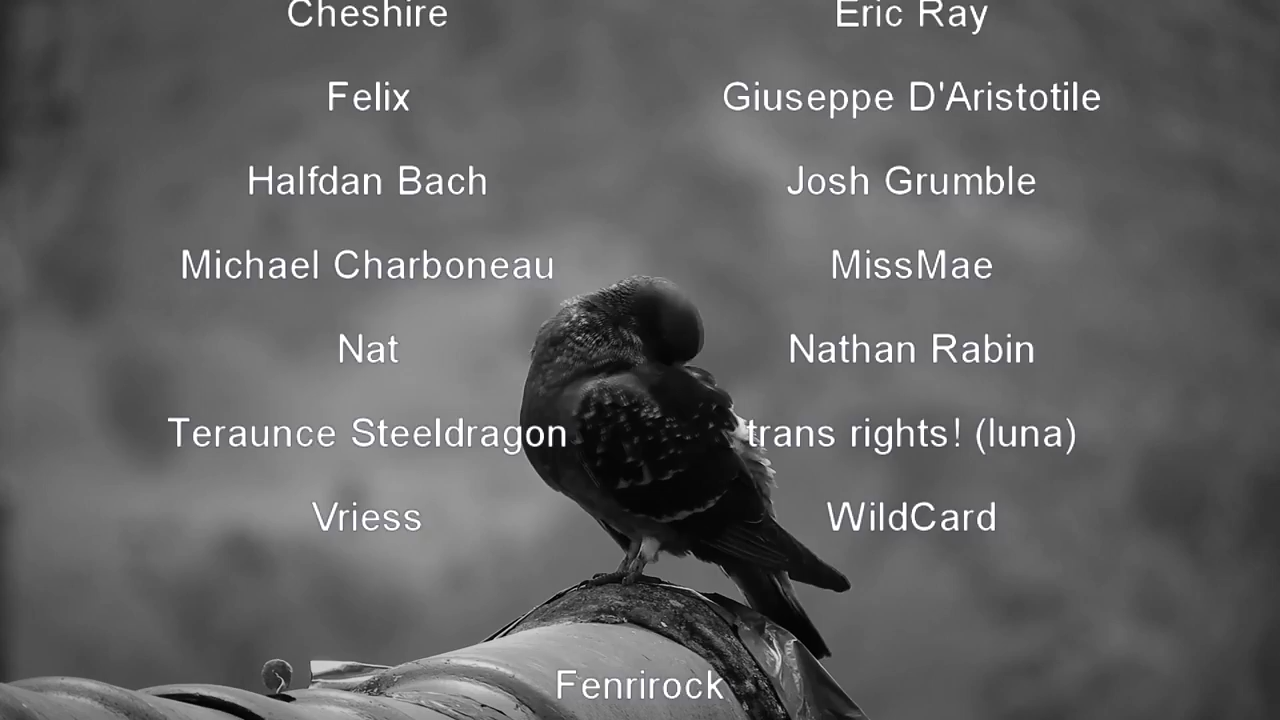 Cheshire Eric Ray
Felix Giuseppe D'Aristotile
Halfdan Bach Josh Grumble
Michael Charboneau MissMae
Nat Nathan Rabin
Teraunce Steeldragon trans rights! (luna)
Vriess WildCard
Fenrirock